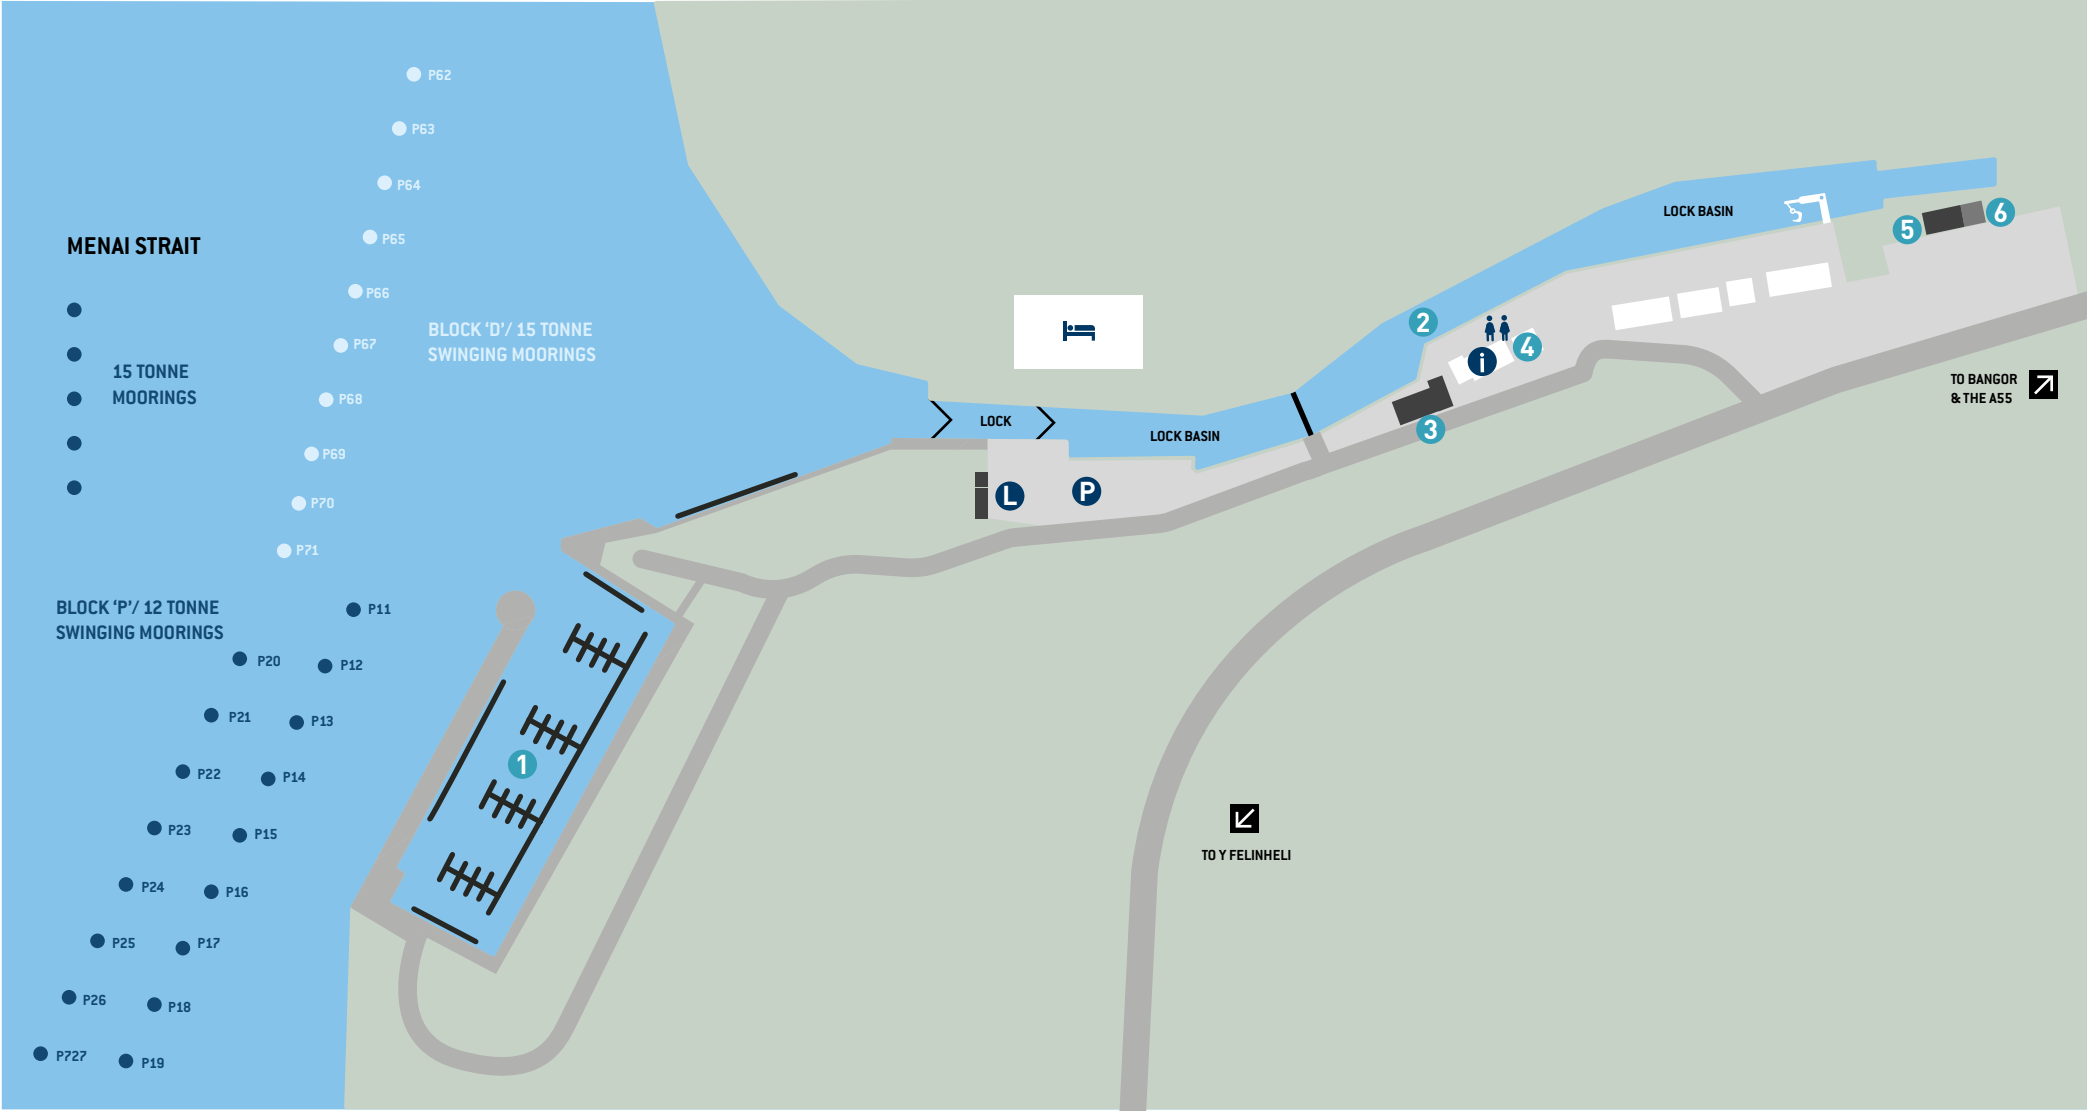 P62
P63
P64
P65
P66
P67
P68
P69
P70
P71
MENAI STRAIT
15 TONNE
MOORINGS
BLOCK ‘D’/ 15 TONNE
SWINGING MOORINGS
BLOCK ‘P’/ 12 TONNE
SWINGING MOORINGS
P11
P20
P12
P21
P13
P22
P14
P23
P15
P24
P16
P25
P17
P26
P18
P727
P19
1
LOCK
LOCK BASIN
L
P
2
3
i
4
LOCK BASIN
5
6
TO BANGOR
& THE A55
TO Y FELINHELI